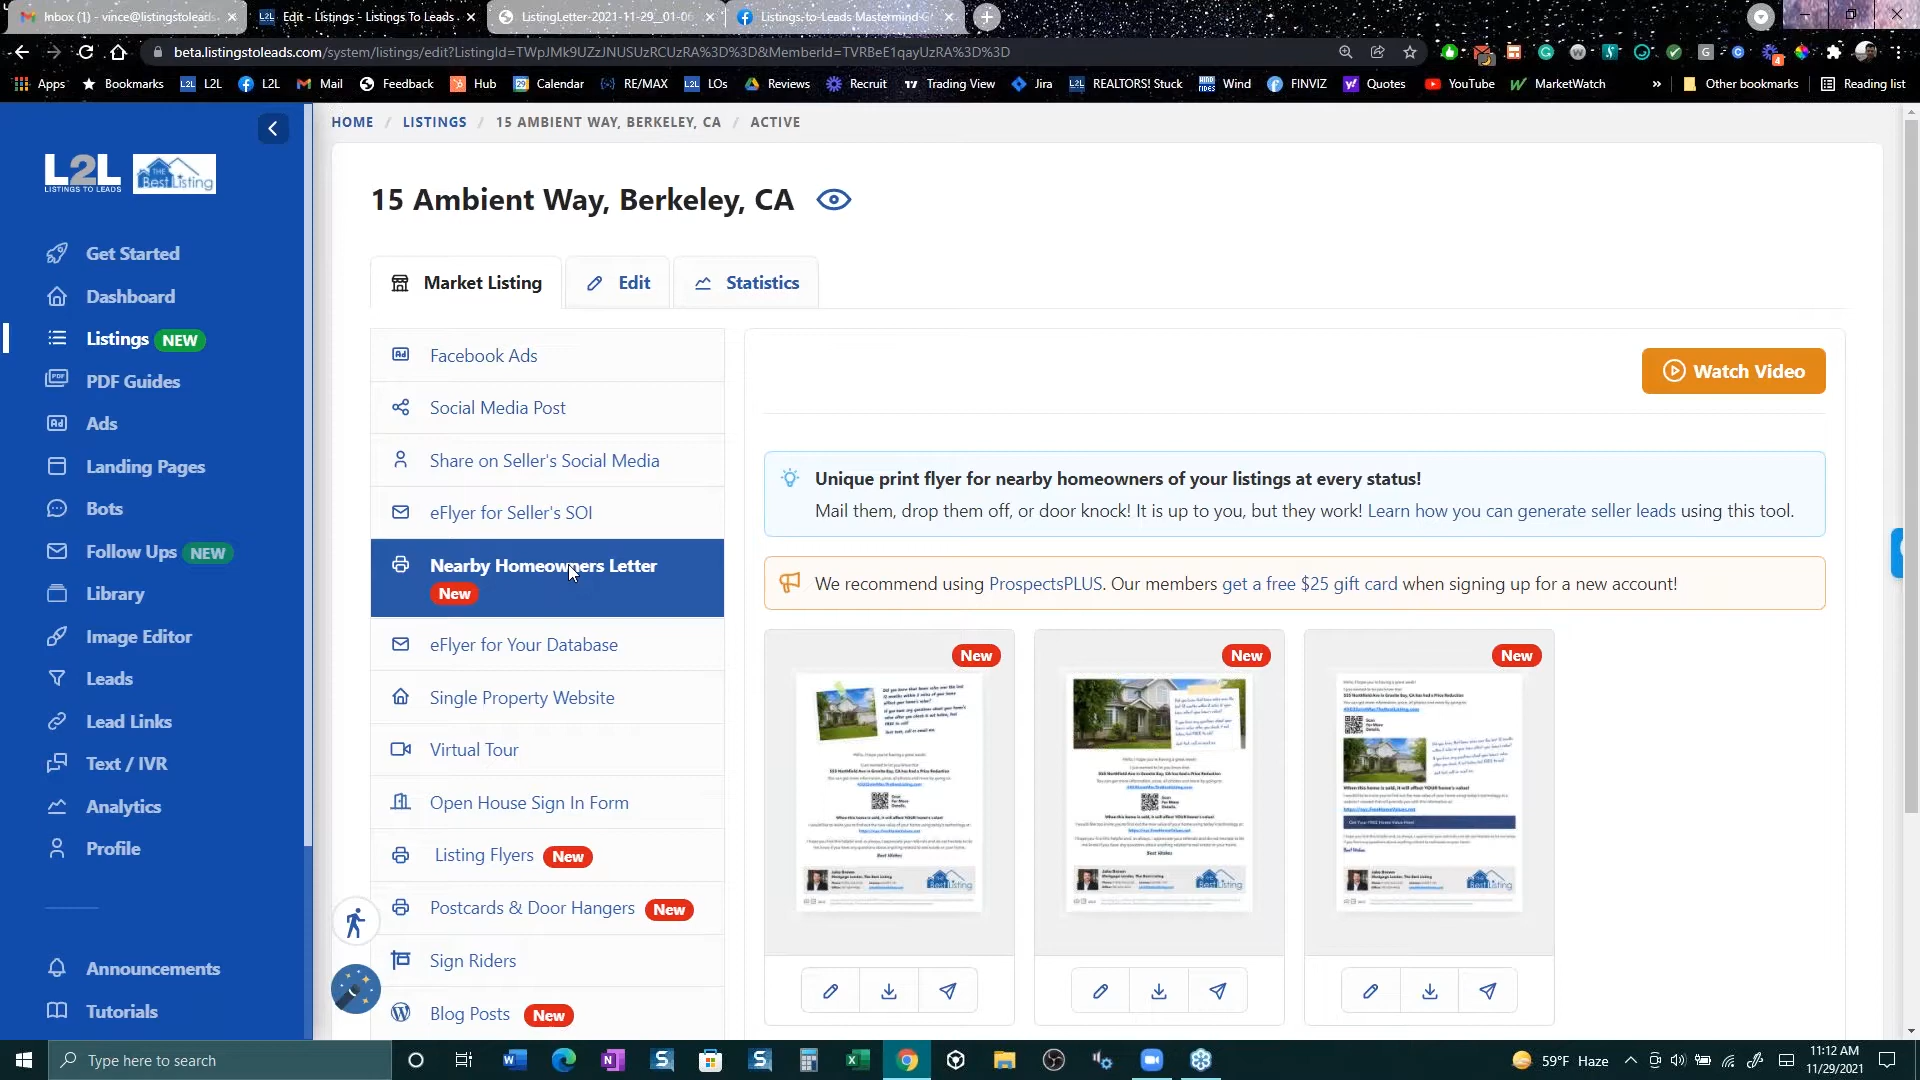 Inbox (1) - vince@listingstoleads.
Edit - Listings - Listings To Leads
ListingLetter-2021-11-29__01-06
Listings-to-Leads Mastermind G
beta.listingstoleads.com/system/listings/edit?ListingId=TWpJMk9UZzJNUSUzRCUzRA%3D%3D&MemberId=TVRBeE1qayUzRA%3D%3D
Apps Bookmarks L2L L2L Mail Feedback Hub Calendar RE/MAX LOs Reviews Recruit Trading View Jira REALTORS! Stuck Wind FINVIZ Quotes YouTube MarketWatch » Other bookmarks Reading list
L2L
LISTINGS TO LEADS
THE
BestListing
Get Started
Dashboard
Listings NEW
PDF Guides
Ads
Landing Pages
Bots
Follow Ups NEW
Library
Image Editor
Leads
Lead Links
Text / IVR
Analytics
Profile
Announcements
Tutorials
HOME / LISTINGS / 15 AMBIENT WAY, BERKELEY, CA / ACTIVE
15 Ambient Way, Berkeley, CA
Market Listing Edit Statistics
Facebook Ads
Social Media Post
Share on Seller's Social Media
eFlyer for Seller's SOI
Nearby Homeowners Letter
New
eFlyer for Your Database
Single Property Website
Virtual Tour
Open House Sign In Form
Listing Flyers New
Postcards & Door Hangers New
Sign Riders
Blog Posts New
Watch Video
Unique print flyer for nearby homeowners of your listings at every status!
Mail them, drop them off, or door knock! It is up to you, but they work! Learn how you can generate seller leads using this tool.
We recommend using ProspectsPLUS. Our members get a free $25 gift card when signing up for a new account!
New New New
Type here to search
59°F Haze
11:12 AM
11/29/2021